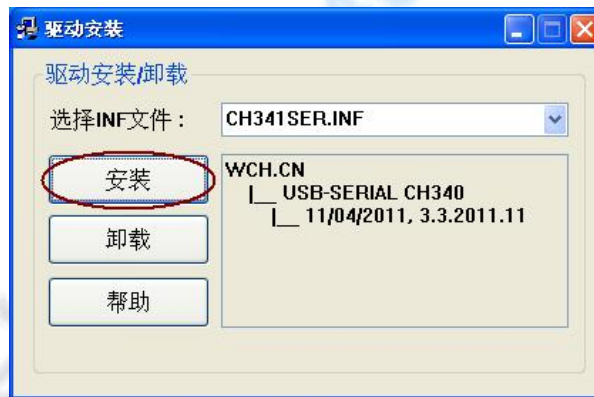 驱动安装
驱动安装/卸载
选择INF文件： CH341SER.INF
安装
卸载
帮助
WCH.CN
|__ USB-SERIAL CH340
|__ 11/04/2011, 3.3.2011.11